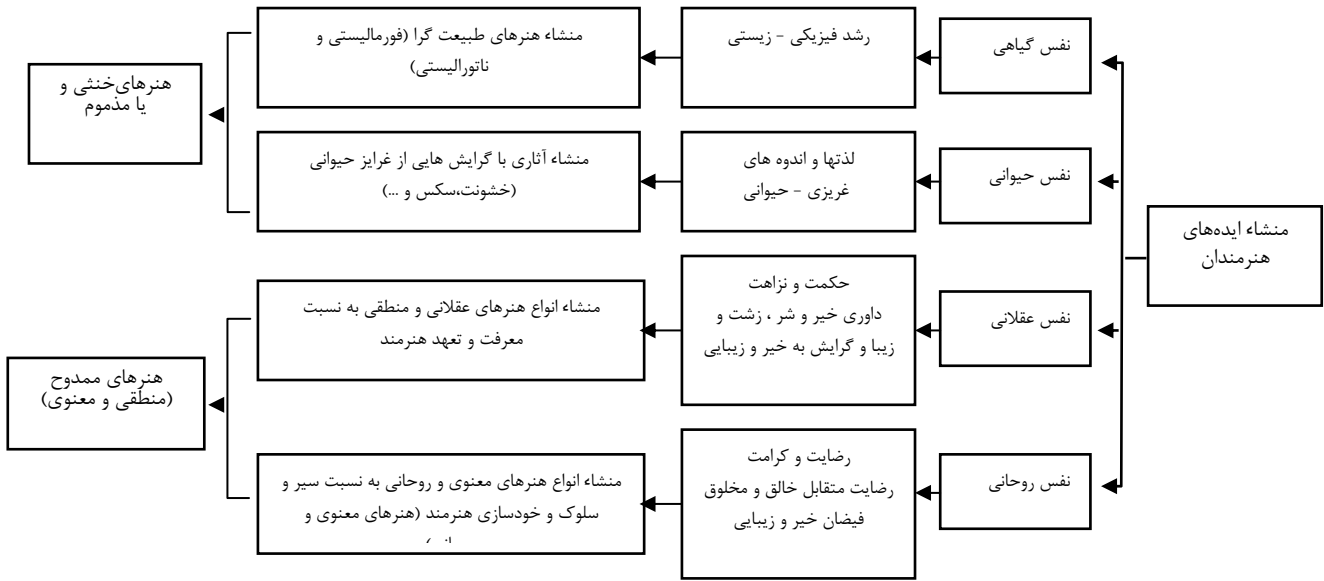 منشاء ایده‌های
هنرمندان
نفس گیاهی
رشد فیزیکی - زیستی
منشاء هنرهای طبیعت گرا (فورمالیستی و
ناتورالیستی)
نفس حیوانی
لذتها و اندوه های
غریزی - حیوانی
منشاء آثاری با گرایش هایی از غرایز حیوانی
(خشونت،سکس و ...)
هنرهای‌خنثی و
یا مذموم
نفس عقلانی
حکمت و نزاهت
داوری خیر و شر ، زشت و
زیبا و گرایش به خیر و زیبایی
منشاء انواع هنرهای عقلانی و منطقی به نسبت
معرفت و تعهد هنرمند
نفس روحانی
رضایت و کرامت
رضایت متقابل خالق و مخلوق
فیضان خیر و زیبایی
منشاء انواع هنرهای معنوی و روحانی به نسبت سیر و
سلوک و خودسازی هنرمند (هنرهای معنوی و
هنرهای ممدوح
(منطقی و معنوی)